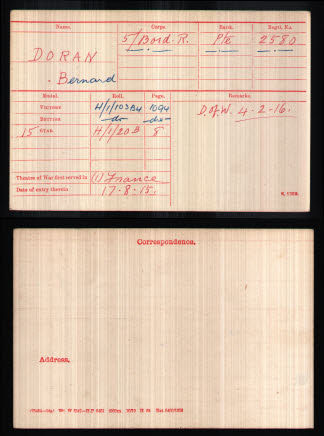 Name. Corps. Rank. Regtl. No.
DORAN 5/Bord. R. Pte 2580
Bernard
Medal. Roll. Page. Remarks.
VICTORY H/1/103B4 1094 D. of W. 4-2-16.
BRITISH do do
15 STAR H/1/20B 8
Theatre of War first served in (1) France
Date of entry therein 17-8-15.
Correspondence.
Address.